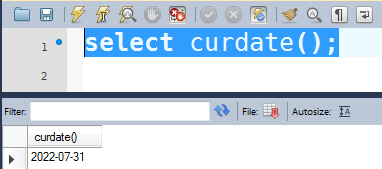 1 select curdate();
2
Filter: File: Autosize:
curdate()
2022-07-31